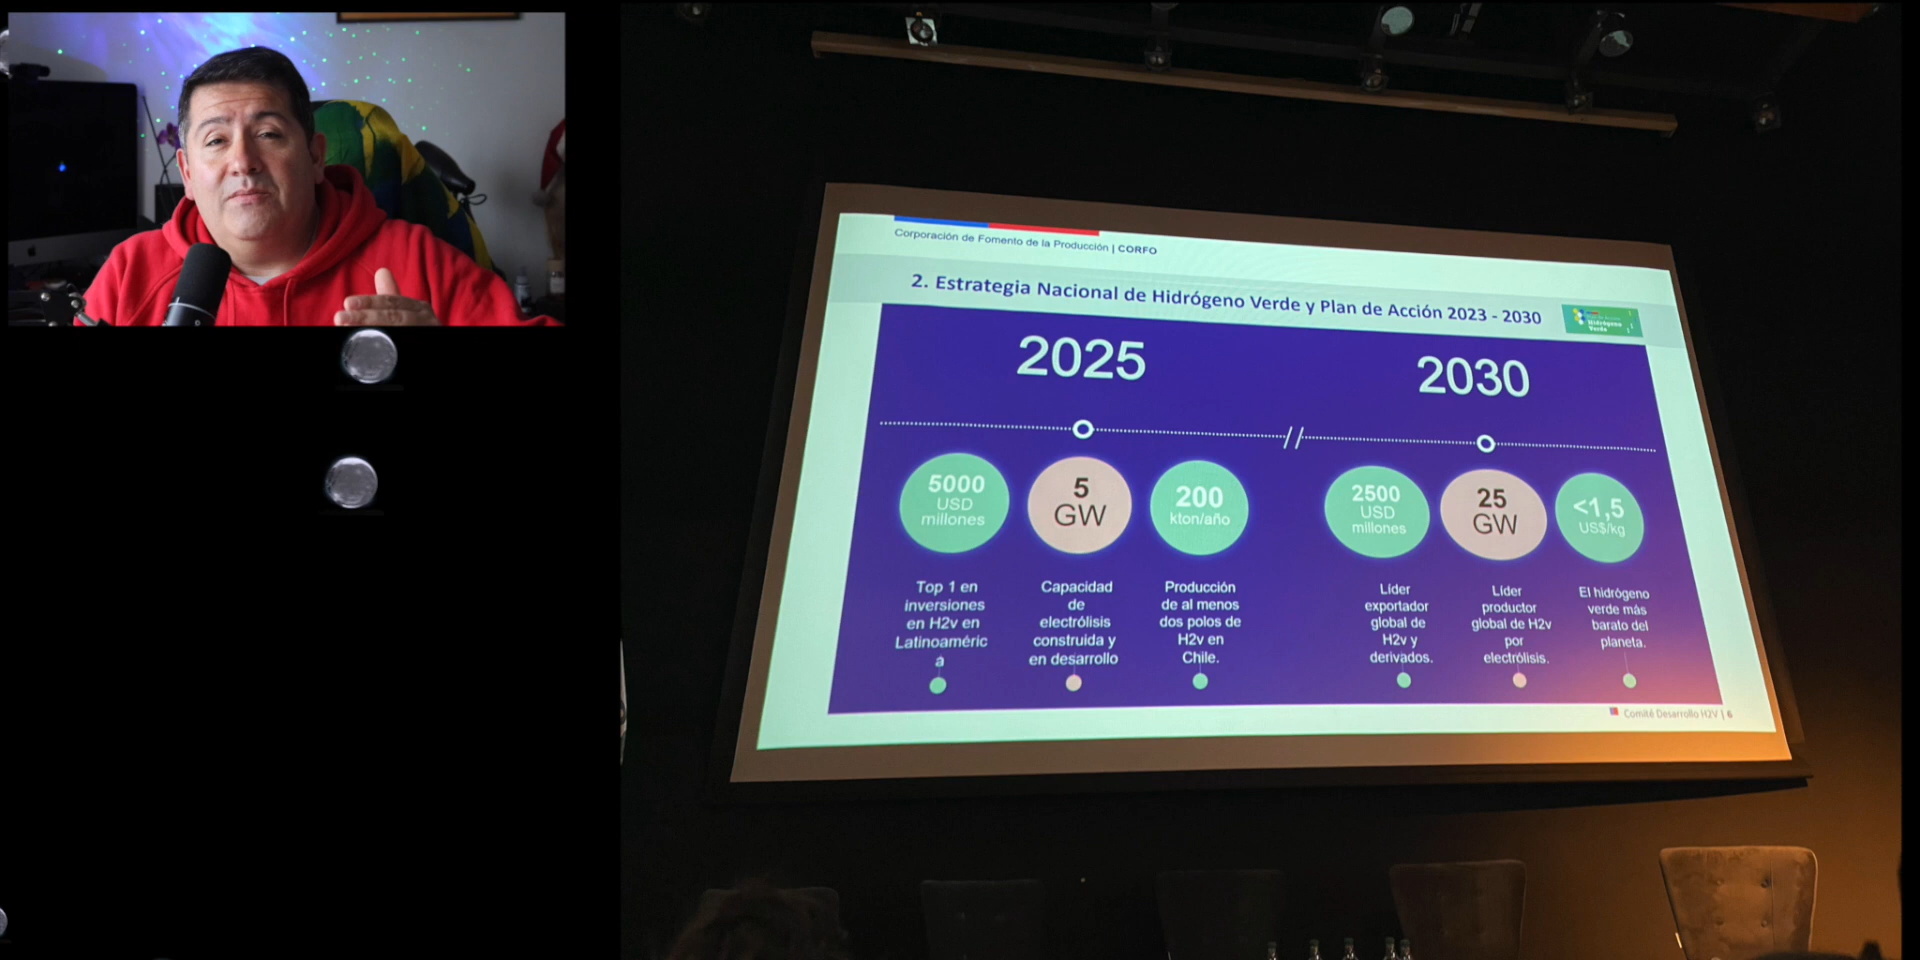 Corporación de Fomento de la Producción | CORFO
2. Estrategia Nacional de Hidrógeno Verde y Plan de Acción 2023 - 2030
Hidrógeno
Verde
2025
2030
5000
USD
millones
5
GW
200
kton/año
2500
USD
millones
25
GW
<1,5
US$/kg
Top 1 en
inversiones
en H2v en
Latinoaméric
a
Capacidad
de
electrólisis
construida y
en desarrollo
Producción
de al menos
dos polos de
H2v en
Chile.
Líder
exportador
global de
H2v y
derivados.
Líder
productor
global de H2v
por
electrólisis.
El hidrógeno
verde más
barato del
planeta.
Comité Desarrollo H2V | 6